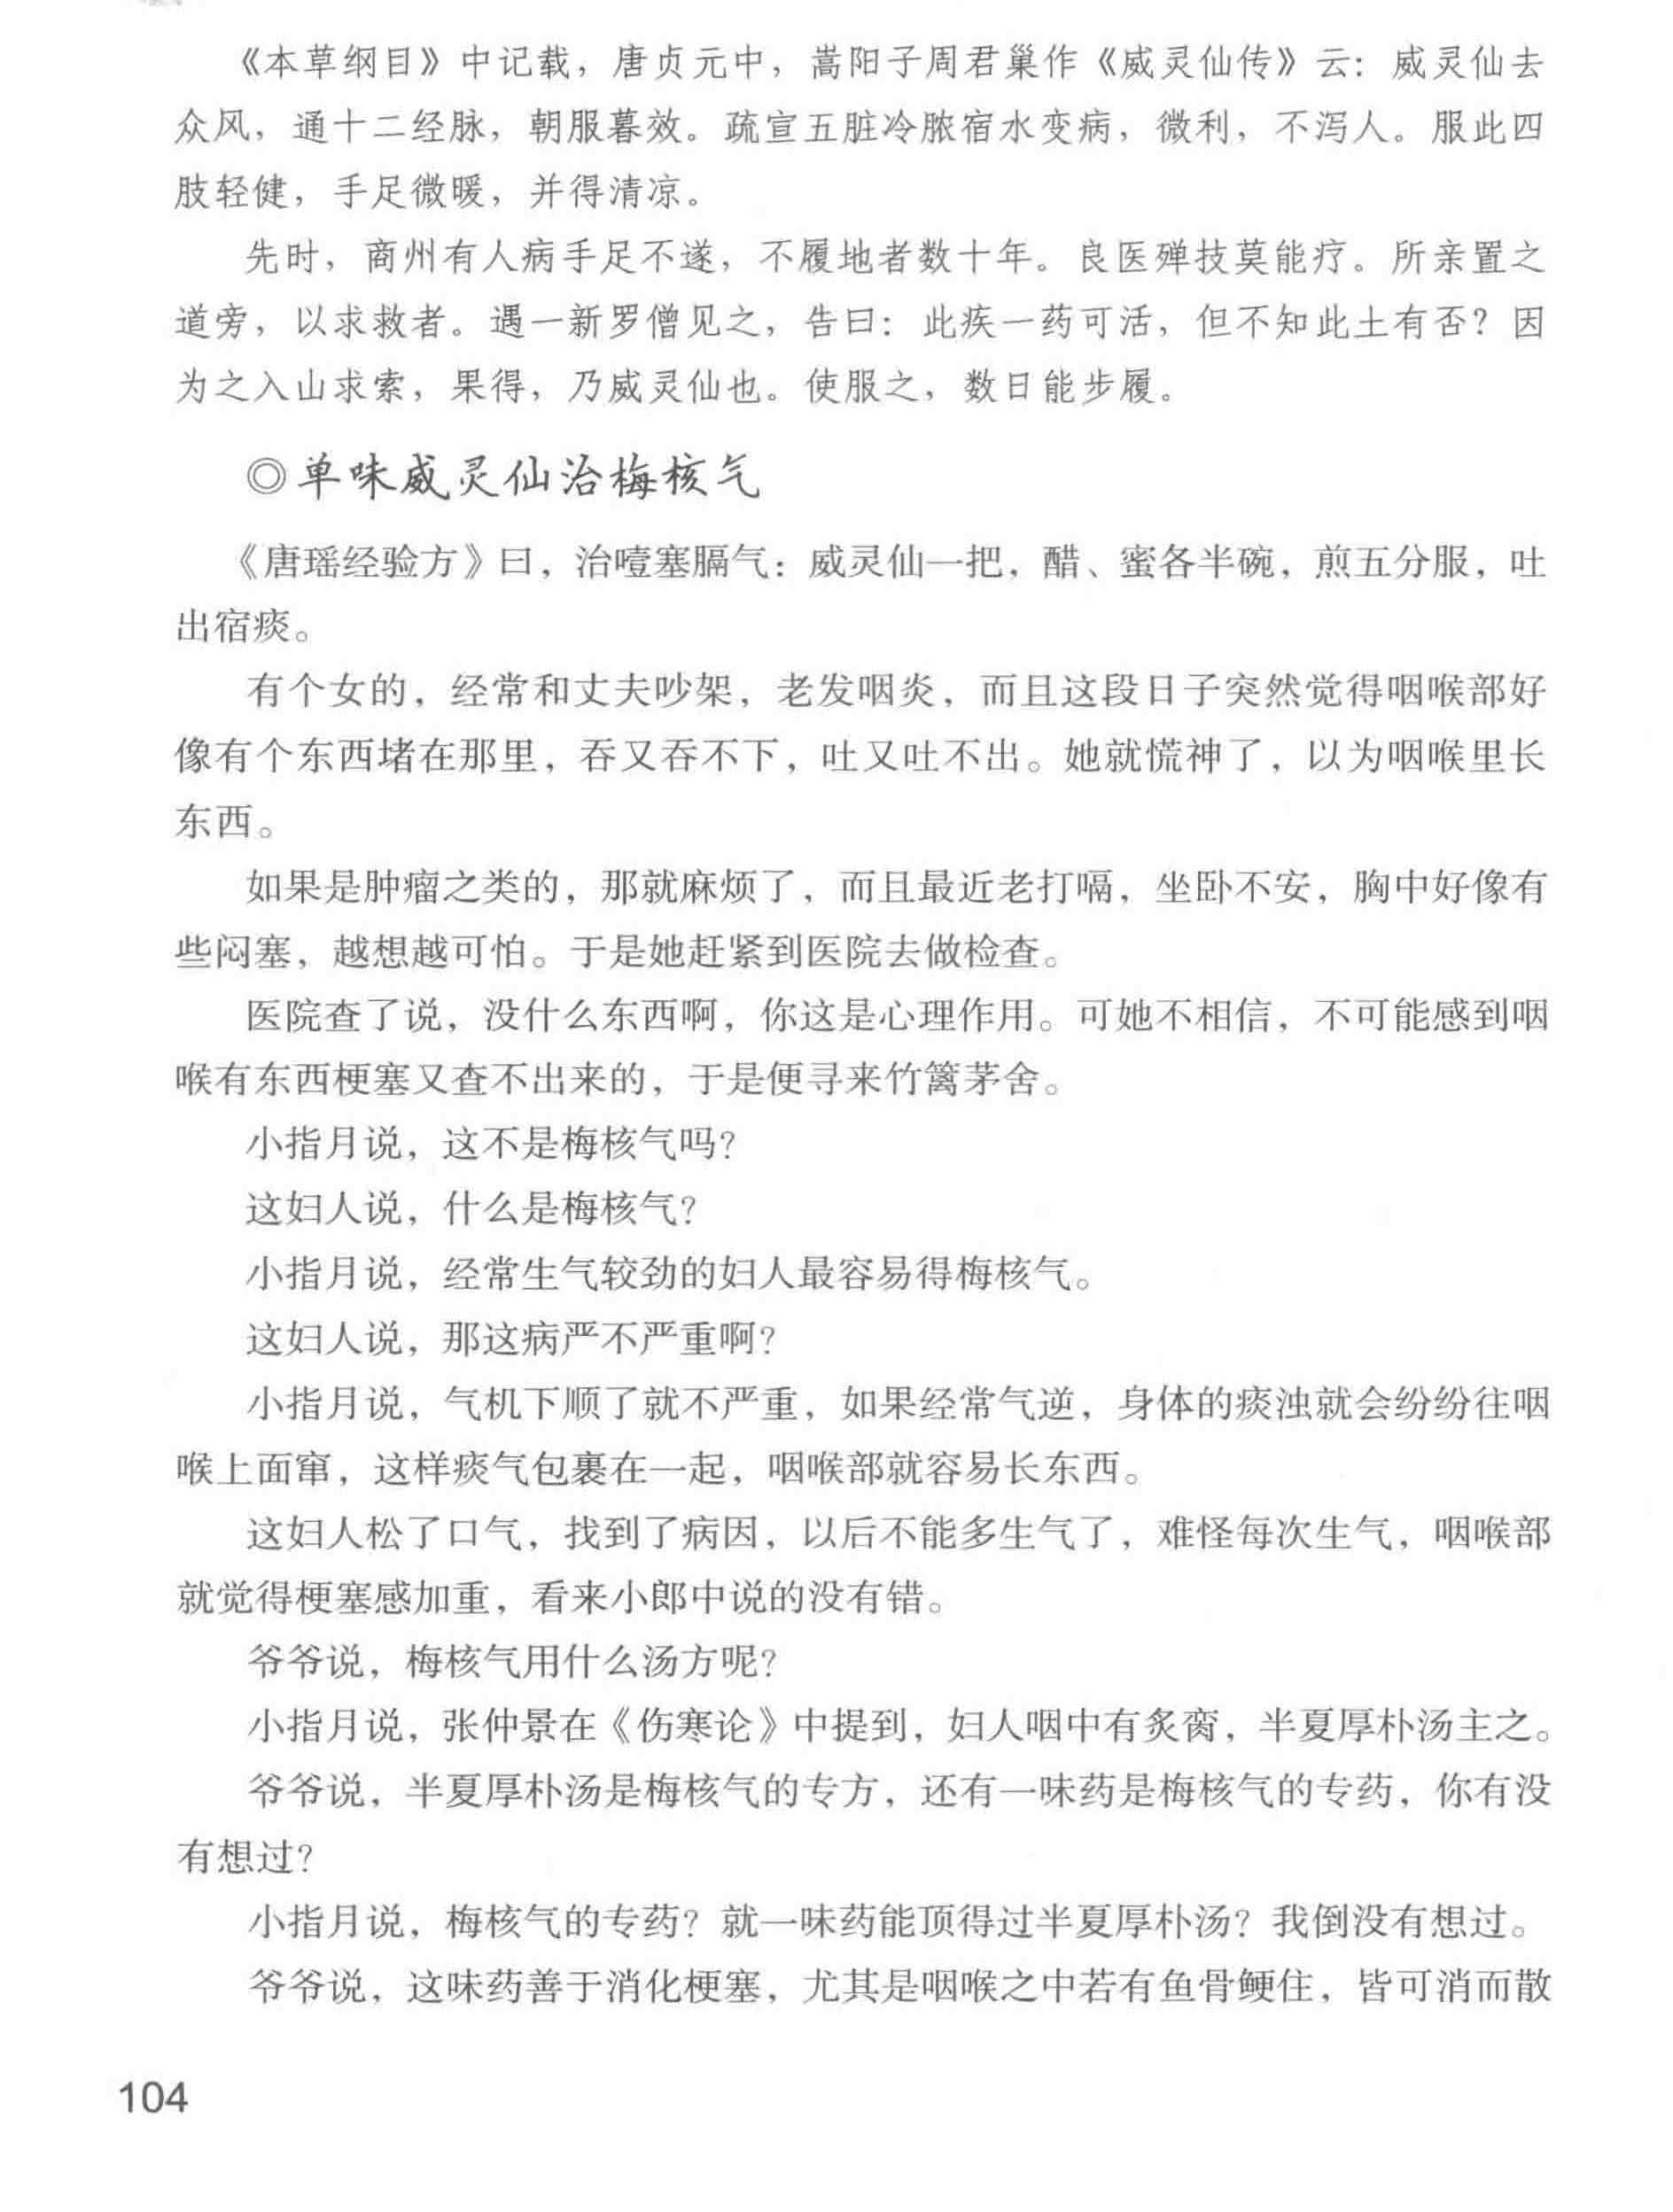 《本草纲目》中记载，唐贞元中，嵩阳子周君巢作《威灵仙传》云：威灵仙去
众风，通十二经脉，朝服暮效。疏宣五脏冷脓宿水变病，微利，不泻人。服此四
肢轻健，手足微暖，并得清凉。
先时，商州有人病手足不遂，不履地者数十年。良医殚技莫能疗。所亲置之
道旁，以求救者。遇一新罗僧见之，告曰：此疾一药可活，但不知此土有否？因
为之入山求索，果得，乃威灵仙也。使服之，数日能步履。
◎单味威灵仙治梅核气
《唐瑶经验方》曰，治噎塞膈气：威灵仙一把，醋、蜜各半碗，煎五分服，吐
出宿痰。
有个女的，经常和丈夫吵架，老发咽炎，而且这段日子突然觉得咽喉部好
像有个东西堵在那里，吞又吞不下，吐又吐不出。她就慌神了，以为咽喉里长
东西。
如果是肿瘤之类的，那就麻烦了，而且最近老打嗝，坐卧不安，胸中好像有
些闷塞，越想越可怕。于是她赶紧到医院去做检查。
医院查了说，没什么东西啊，你这是心理作用。可她不相信，不可能感到咽
喉有东西梗塞又查不出来的，于是便寻来竹篱茅舍。
小指月说，这不是梅核气吗？
这妇人说，什么是梅核气？
小指月说，经常生气较劲的妇人最容易得梅核气。
这妇人说，那这病严不严重啊？
小指月说，气机下顺了就不严重，如果经常气逆，身体的痰浊就会纷纷往咽
喉上面窜，这样痰气包裹在一起，咽喉部就容易长东西。
这妇人松了口气，找到了病因，以后不能多生气了，难怪每次生气，咽喉部
就觉得梗塞感加重，看来小郎中说的没有错。
爷爷说，梅核气用什么汤方呢？
小指月说，张仲景在《伤寒论》中提到，妇人咽中有炙脔，半夏厚朴汤主之。
爷爷说，半夏厚朴汤是梅核气的专方，还有一味药是梅核气的专药，你有没
有想过？
小指月说，梅核气的专药？就一味药能顶得过半夏厚朴汤？我倒没有想过。
爷爷说，这味药善于消化梗塞，尤其是咽喉之中若有鱼骨鲠住，皆可消而散
104